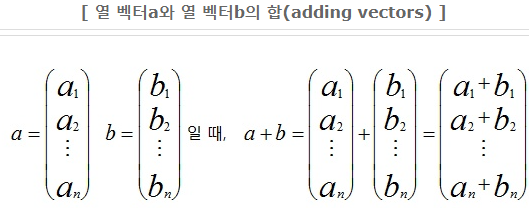 [ 열 벡터a와 열 벡터b의 합(adding vectors) ]
a = (a₁ a₂ ⋮ aₙ) b = (b₁ b₂ ⋮ bₙ) 일 때, a + b = (a₁ a₂ ⋮ aₙ) + (b₁ b₂ ⋮ bₙ) = (a₁+b₁ a₂+b₂ ⋮ aₙ+bₙ)